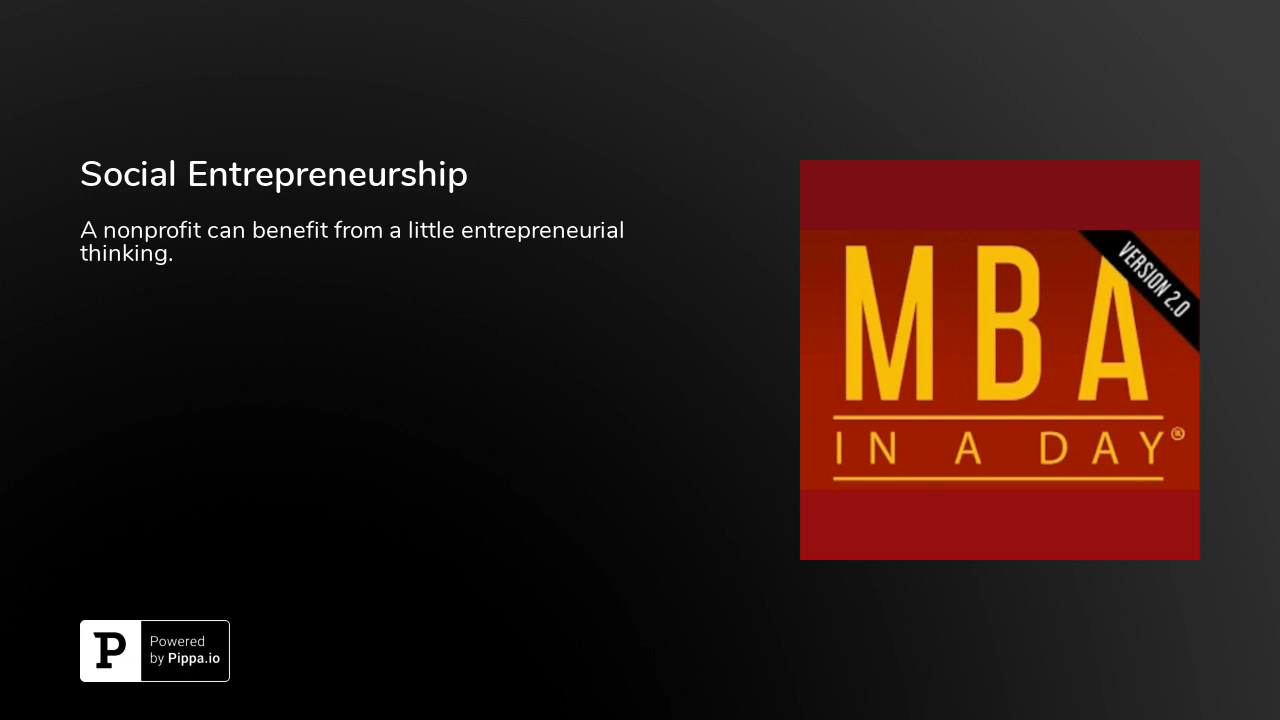 Social Entrepreneurship
A nonprofit can benefit from a little entrepreneurial
thinking.
VERSION 2.0
MBA
IN A DAY®
P
Powered
by Pippa.io